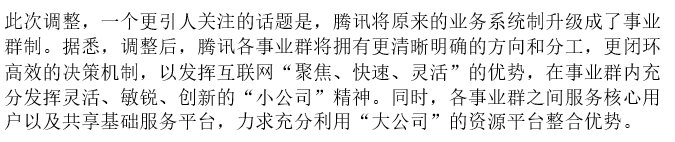 此次调整，一个更引人关注的话题是，腾讯将原来的业务系统制升级成了事业
群制。据悉，调整后，腾讯各事业群将拥有更清晰明确的方向和分工，更闭环
高效的决策机制，以发挥互联网“聚焦、快速、灵活”的优势，在事业群内充
分发挥灵活、敏锐、创新的“小公司”精神。同时，各事业群之间服务核心用
户以及共享基础服务平台，力求充分利用“大公司”的资源平台整合优势。